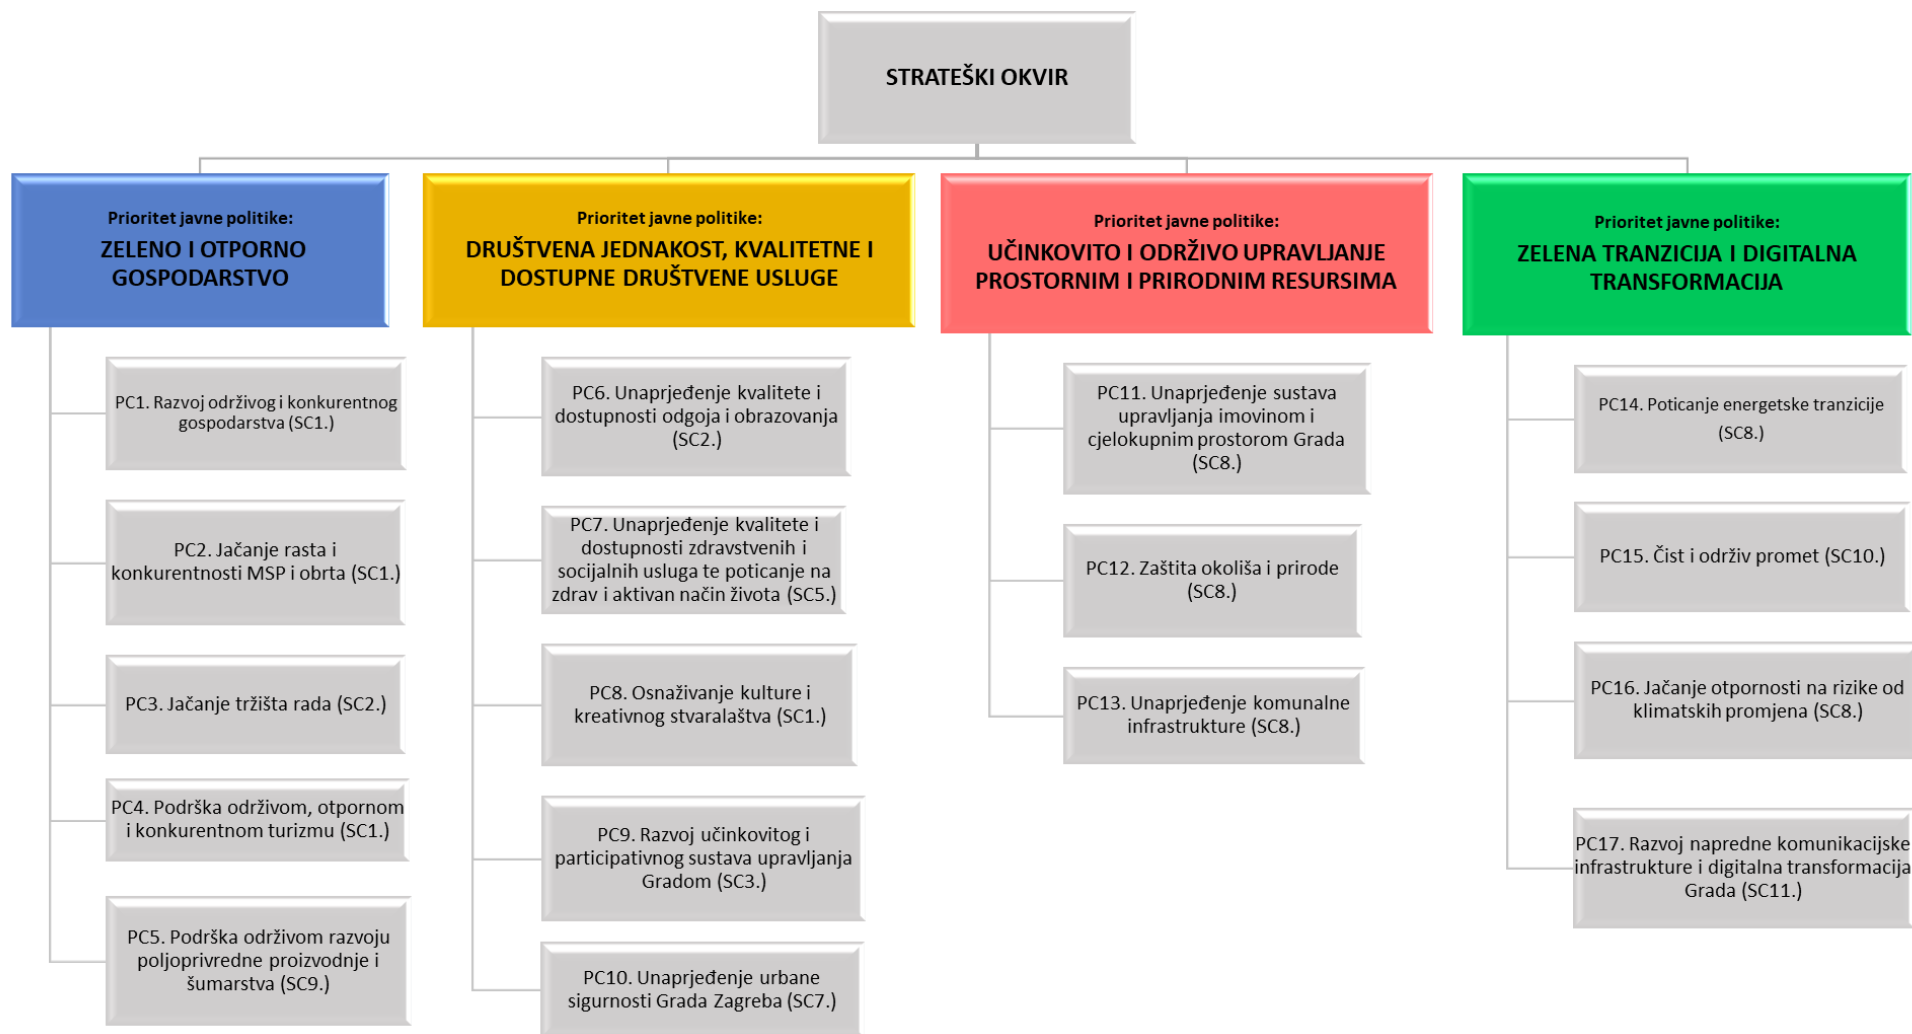 STRATEŠKI OKVIR
Prioritet javne politike:
ZELENO I OTPORNO
GOSPODARSTVO
PC1. Razvoj održivog i konkurentnog
gospodarstva (SC1.)
PC2. Jačanje rasta i
konkurentnosti MSP i obrta (SC1.)
PC3. Jačanje tržišta rada (SC2.)
PC4. Podrška održivom, otpornom
i konkurentnom turizmu (SC1.)
PC5. Podrška održivom razvoju
poljoprivredne proizvodnje i
šumarstva (SC9.)
Prioritet javne politike:
DRUŠTVENA JEDNAKOST, KVALITETNE I
DOSTUPNE DRUŠTVENE USLUGE
PC6. Unaprjeđenje kvalitete i
dostupnosti odgoja i obrazovanja
(SC2.)
PC7. Unaprjeđenje kvalitete i
dostupnosti zdravstvenih i
socijalnih usluga te poticanje na
zdrav i aktivan način života (SC5.)
PC8. Osnaživanje kulture i
kreativnog stvaralaštva (SC1.)
PC9. Razvoj učinkovitog i
participativnog sustava upravljanja
Gradom (SC3.)
PC10. Unaprjeđenje urbane
sigurnosti Grada Zagreba (SC7.)
Prioritet javne politike:
UČINKOVITO I ODRŽIVO UPRAVLJANJE
PROSTORNIM I PRIRODNIM RESURSIMA
PC11. Unaprjeđenje sustava
upravljanja imovinom i
cjelokupnim prostorom Grada
(SC8.)
PC12. Zaštita okoliša i prirode
(SC8.)
PC13. Unaprjeđenje komunalne
infrastrukture (SC8.)
Prioritet javne politike:
ZELENA TRANZICIJA I DIGITALNA
TRANSFORMACIJA
PC14. Poticanje energetske tranzicije
(SC8.)
PC15. Čist i održiv promet (SC10.)
PC16. Jačanje otpornosti na rizike od
klimatskih promjena (SC8.)
PC17. Razvoj napredne komunikacijske
infrastrukture i digitalna transformacija
Grada (SC11.)